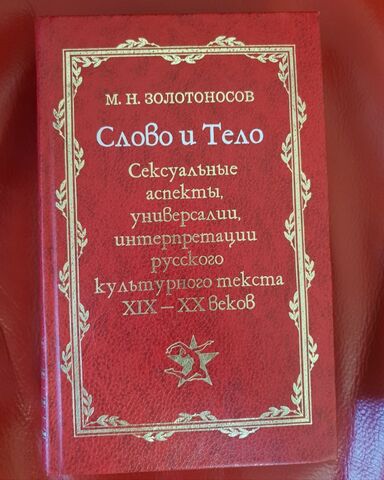 М. Н. ЗОЛОТОНОСОВ
Слово и Тело
Сексуальные
аспекты,
универсалии,
интерпретации
русского
культурного текста
XIX – XX веков